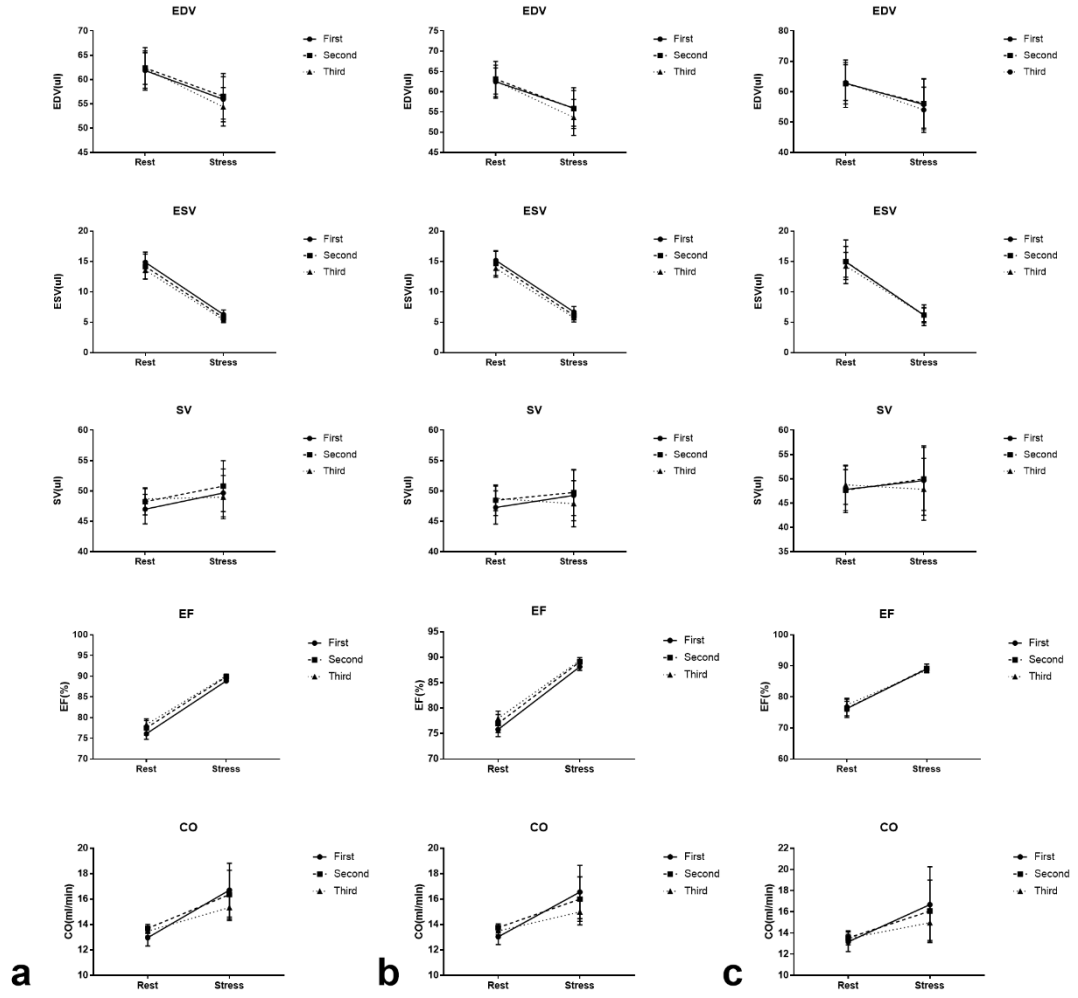 EDV
EDV(ul)
70
65
60
55
50
45
Rest
Stress
First
Second
Third
EDV
EDV(ul)
75
70
65
60
55
50
45
Rest
Stress
First
Second
Third
EDV
EDV(ul)
80
70
60
50
40
Rest
Stress
First
Second
Third
ESV
ESV(ul)
20
15
10
5
0
Rest
Stress
First
Second
Third
ESV
ESV(ul)
20
15
10
5
0
Rest
Stress
First
Second
Third
ESV
ESV(ul)
20
15
10
5
0
Rest
Stress
First
Second
Third
SV
SV(ul)
60
55
50
45
40
Rest
Stress
First
Second
Third
SV
SV(ul)
60
55
50
45
40
Rest
Stress
First
Second
Third
SV
SV(ul)
60
55
50
45
40
35
Rest
Stress
First
Second
Third
EF
EF(%)
100
95
90
85
80
75
70
Rest
Stress
First
Second
Third
EF
EF(%)
95
90
85
80
75
70
Rest
Stress
First
Second
Third
EF
EF(%)
100
90
80
70
60
Rest
Stress
First
Second
Third
CO
CO(ml/min)
20
18
16
14
12
10
Rest
Stress
First
Second
Third
CO
CO(ml/min)
20
18
16
14
12
10
Rest
Stress
First
Second
Third
CO
CO(ml/min)
22
20
18
16
14
12
10
Rest
Stress
First
Second
Third
a
b
c